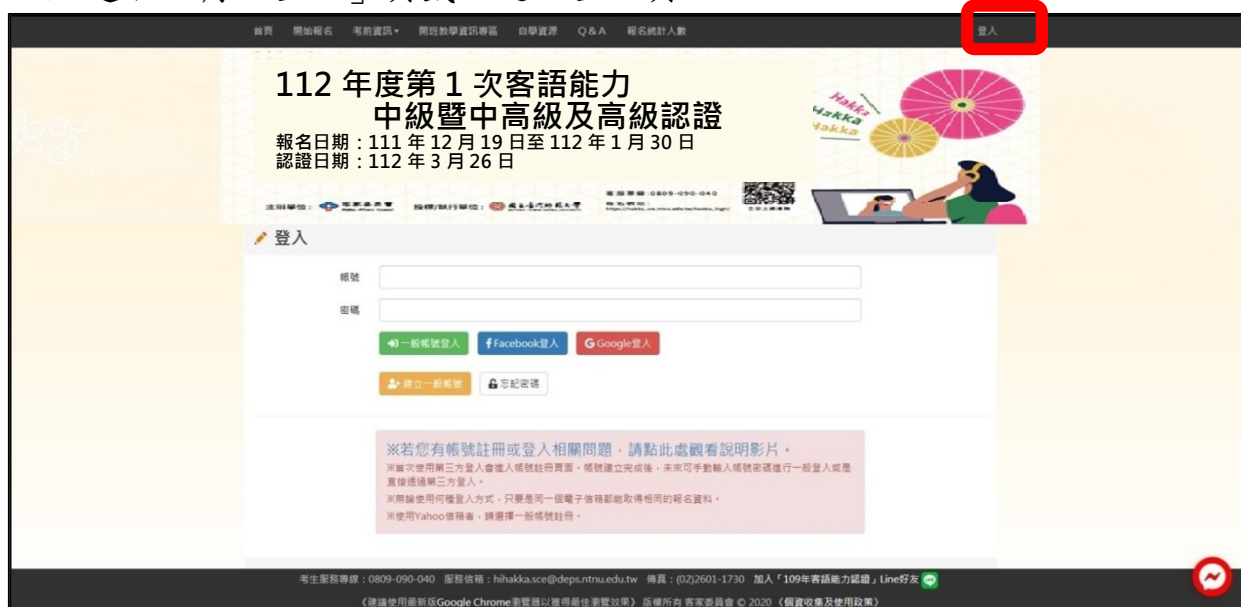 首頁 開始報名 考前資訊 開班教學資訊專區 自學資源 Q&A 報名統計人數 登入
112 年度第 1 次客語能力
中級暨中高級及高級認證
報名日期：111 年 12 月 19 日至 112 年 1 月 30 日
認證日期：112 年 3 月 26 日
Hakka
Hakka
Hakka
客服專線:0809-090-040
主辦單位： 客家委員會 授權/執行單位：
登入
帳號
密碼
一般帳號登入 Facebook登入 Google登入
建立一般帳號 忘記密碼
※若您有帳號註冊或登入相關問題，請點此處觀看說明影片。
※首次使用第三方登入會進入帳號註冊頁面。帳號建立完成後，未來可手動輸入帳號密碼進行一般登入或是
直接透過第三方登入。
※無論使用何種登入方式，只要是同一個電子信箱都能取得相同的報名資料。
※使用Yahoo信箱者，請選擇一般帳號註冊。
考生服務專線：0809-090-040 服務信箱：hihakka.sce@deps.ntnu.edu.tw 傳真：(02)2601-1730 加入「109年客語能力認證」Line好友
《建議使用最新版Google Chrome瀏覽器以獲得最佳瀏覽效果》 版權所有 客家委員會 © 2020 《個資收集及使用政策》